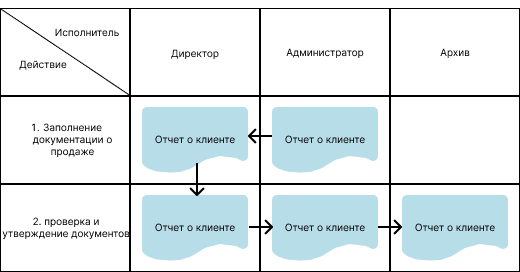 Исполнитель
Действие
Директор
Администратор
Архив
1. Заполнение
документации о
продаже
Отчет о клиенте
Отчет о клиенте
2. проверка и
утверждение документов
Отчет о клиенте
Отчет о клиенте
Отчет о клиенте